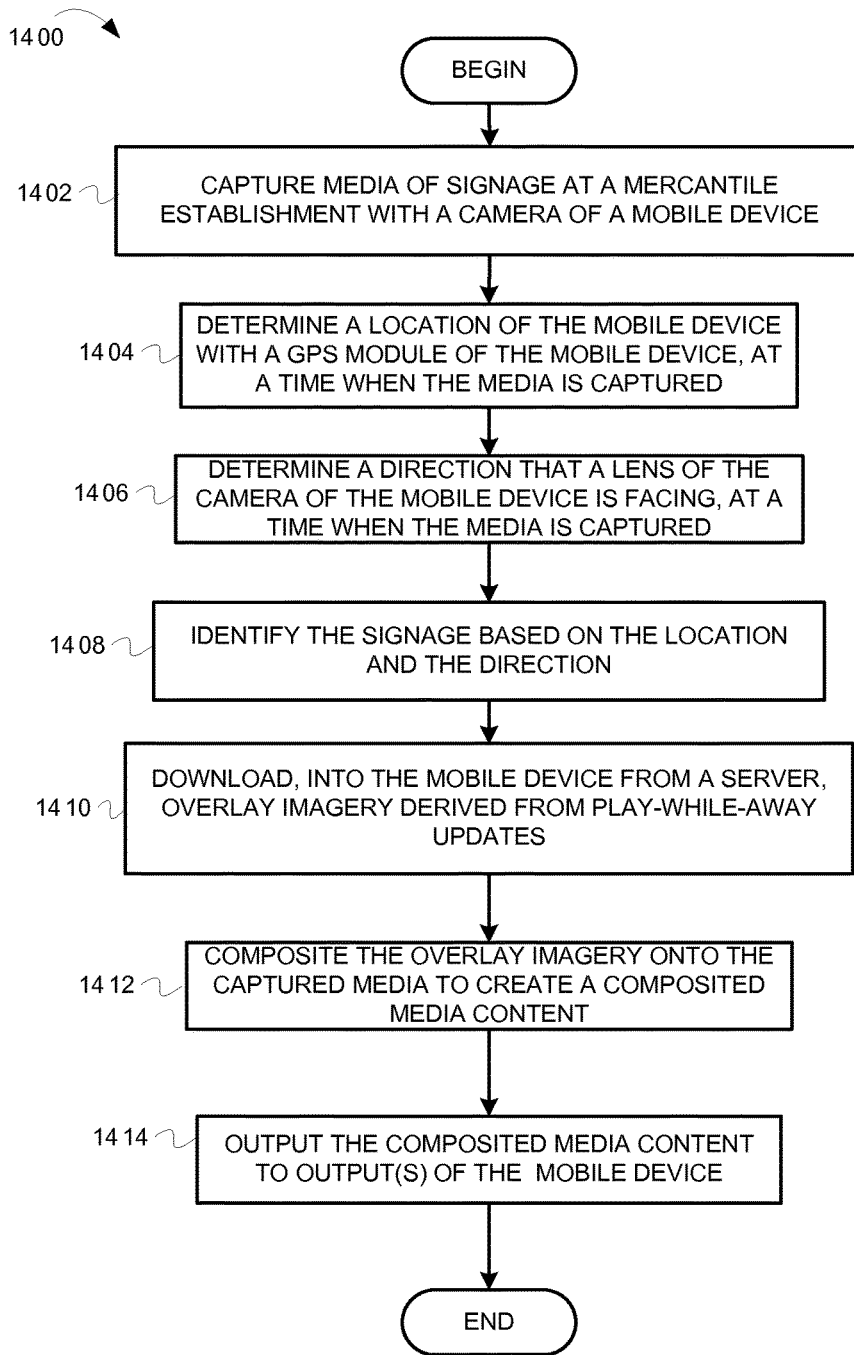 1400
BEGIN
1402
CAPTURE MEDIA OF SIGNAGE AT A MERCANTILE
ESTABLISHMENT WITH A CAMERA OF A MOBILE DEVICE
1404
DETERMINE A LOCATION OF THE MOBILE DEVICE
WITH A GPS MODULE OF THE MOBILE DEVICE, AT
A TIME WHEN THE MEDIA IS CAPTURED
1406
DETERMINE A DIRECTION THAT A LENS OF THE
CAMERA OF THE MOBILE DEVICE IS FACING, AT A
TIME WHEN THE MEDIA IS CAPTURED
1408
IDENTIFY THE SIGNAGE BASED ON THE LOCATION
AND THE DIRECTION
1410
DOWNLOAD, INTO THE MOBILE DEVICE FROM A SERVER,
OVERLAY IMAGERY DERIVED FROM PLAY-WHILE-AWAY
UPDATES
1412
COMPOSITE THE OVERLAY IMAGERY ONTO THE
CAPTURED MEDIA TO CREATE A COMPOSITED
MEDIA CONTENT
1414
OUTPUT THE COMPOSITED MEDIA CONTENT
TO OUTPUT(S) OF THE MOBILE DEVICE
END